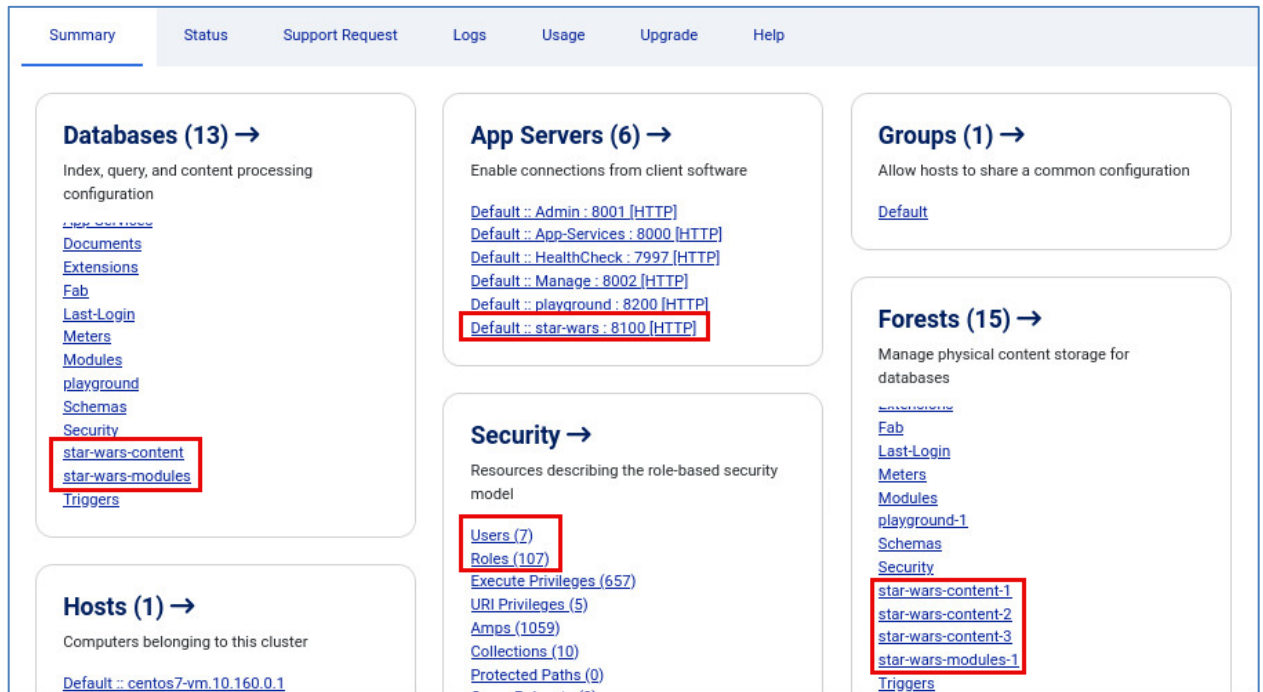 Summary Status Support Request Logs Usage Upgrade Help
Databases (13) →
Index, query, and content processing
configuration
Documents
Extensions
Fab
Last-Login
Meters
Modules
playground
Schemas
Security
star-wars-content
star-wars-modules
Triggers
Hosts (1) →
Computers belonging to this cluster
Default :: centos7-vm.10.160.0.1
App Servers (6) →
Enable connections from client software
Default :: Admin : 8001 [HTTP]
Default :: App-Services : 8000 [HTTP]
Default :: HealthCheck : 7997 [HTTP]
Default :: Manage : 8002 [HTTP]
Default :: playground : 8200 [HTTP]
Default :: star-wars : 8100 [HTTP]
Security →
Resources describing the role-based security
model
Users (7)
Roles (107)
Execute Privileges (657)
URI Privileges (5)
Amps (1059)
Collections (10)
Protected Paths (0)
Groups (1) →
Allow hosts to share a common configuration
Default
Forests (15) →
Manage physical content storage for
databases
Fab
Last-Login
Meters
Modules
playground-1
Schemas
Security
star-wars-content-1
star-wars-content-2
star-wars-content-3
star-wars-modules-1
Triggers